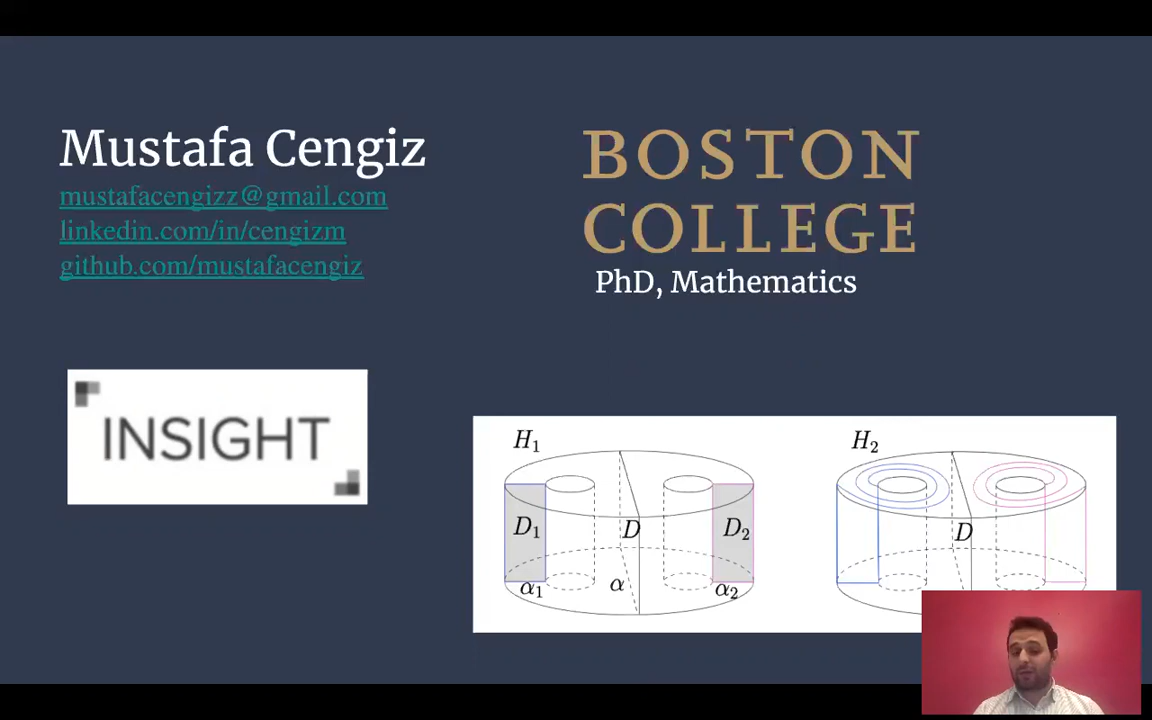 Mustafa Cengiz
mustafacengizz@gmail.com
linkedin.com/in/cengizm
github.com/mustafacengiz
BOSTON
COLLEGE
PhD, Mathematics
INSIGHT
H₁
D₁
D
D₂
α₁
α
α₂
H₂
D